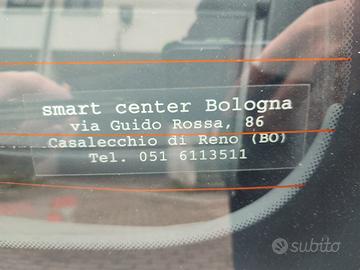 smart center Bologna
via Guido Rossa, 86
Casalecchio di Reno (BO)
Tel. 051 6113511
subito